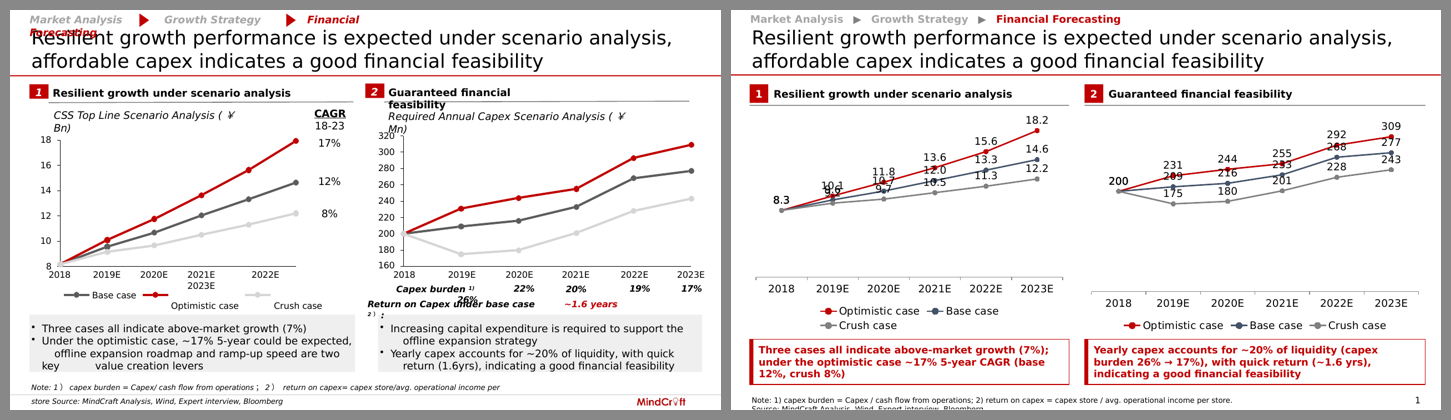 Market Analysis Growth Strategy Financial
Forecasting
Resilient growth performance is expected under scenario analysis,
affordable capex indicates a good financial feasibility
1 Resilient growth under scenario analysis
CSS Top Line Scenario Analysis ( ¥
Bn)
CAGR
18-23
18
16
14
12
10
8
17%
12%
8%
2018 2019E 2020E 2021E 2022E
2023E
Base case
Optimistic case Crush case
• Three cases all indicate above-market growth (7%)
• Under the optimistic case, ~17% 5-year could be expected,
offline expansion roadmap and ramp-up speed are two
key value creation levers
2 Guaranteed financial
feasibility
Required Annual Capex Scenario Analysis ( ¥
Mn)
320
300
280
260
240
220
200
180
160
2018 2019E 2020E 2021E 2022E 2023E
Capex burden ¹⁾ 22% 20% 19% 17%
26%
Return on Capex under base case ~1.6 years
²⁾ :
• Increasing capital expenditure is required to support the
offline expansion strategy
• Yearly capex accounts for ~20% of liquidity, with quick
return (1.6yrs), indicating a good financial feasibility
Note: 1） capex burden = Capex/ cash flow from operations； 2） return on capex= capex store/avg. operational income per
store Source: MindCraft Analysis, Wind, Expert interview, Bloomberg
MindCraft
Market Analysis ▶ Growth Strategy ▶ Financial Forecasting
Resilient growth performance is expected under scenario analysis,
affordable capex indicates a good financial feasibility
1 Resilient growth under scenario analysis
18.2
15.6
13.6
11.8
10.1
14.6
13.3
12.0
10.7
9.6
12.2
11.3
10.5
9.7
8.3
2018 2019E 2020E 2021E 2022E 2023E
Optimistic case Base case
Crush case
Three cases all indicate above-market growth (7%);
under the optimistic case ~17% 5-year CAGR (base
12%, crush 8%)
2 Guaranteed financial feasibility
309
292
255
244
231
277
268
233
216
209
243
228
201
180
175
200
2018 2019E 2020E 2021E 2022E 2023E
Optimistic case Base case
Crush case
Yearly capex accounts for ~20% of liquidity (capex
burden 26% → 17%), with quick return (~1.6 yrs),
indicating a good financial feasibility
Note: 1) capex burden = Capex / cash flow from operations; 2) return on capex = capex store / avg. operational income per store.
Source: MindCraft Analysis, Wind, Expert interview, Bloomberg
1